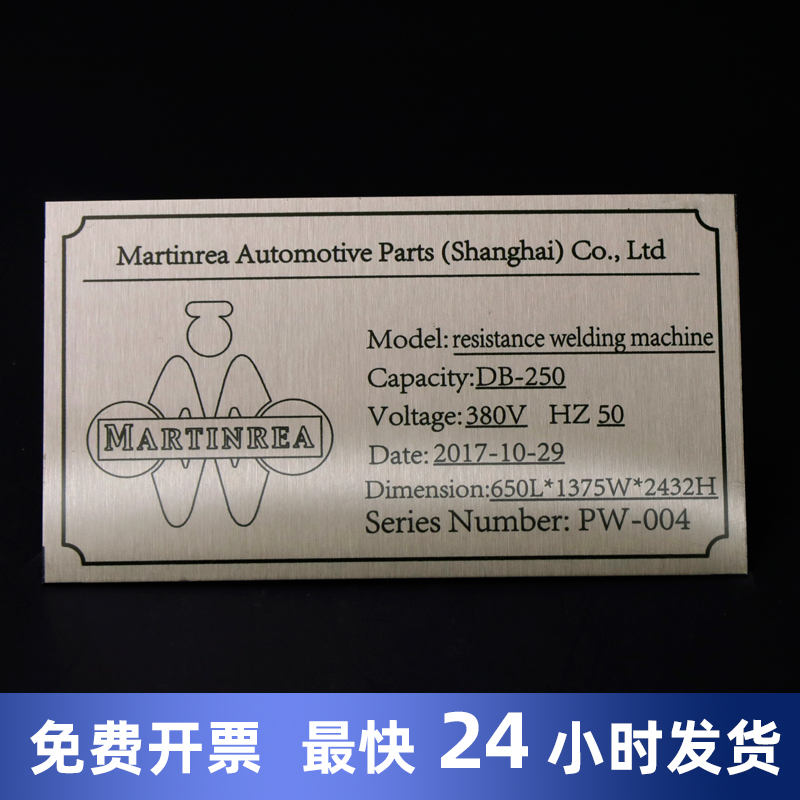 Martinrea Automotive Parts (Shanghai) Co., Ltd
MARTINREA
Model: resistance welding machine
Capacity:DB-250
Voltage: 380V HZ 50
Date: 2017-10-29
Dimension:650L*1375W*2432H
Series Number: PW-004
免费开票 最快 24 小时发货